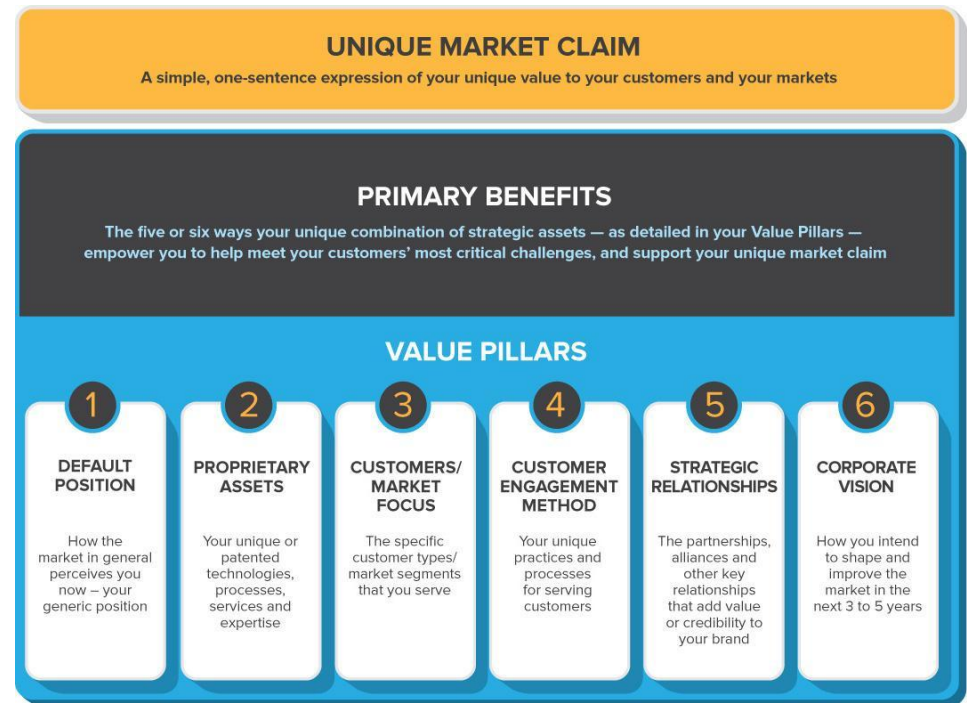 UNIQUE MARKET CLAIM
A simple, one-sentence expression of your unique value to your customers and your markets
PRIMARY BENEFITS
The five or six ways your unique combination of strategic assets — as detailed in your Value Pillars —
empower you to help meet your customers’ most critical challenges, and support your unique market claim
VALUE PILLARS
1
DEFAULT
POSITION
How the
market in general
perceives you
now – your
generic position
2
PROPRIETARY
ASSETS
Your unique or
patented
technologies,
processes,
services and
expertise
3
CUSTOMERS/
MARKET
FOCUS
The specific
customer types/
market segments
that you serve
4
CUSTOMER
ENGAGEMENT
METHOD
Your unique
practices and
processes
for serving
customers
5
STRATEGIC
RELATIONSHIPS
The partnerships,
alliances and
other key
relationships
that add value
or credibility to
your brand
6
CORPORATE
VISION
How you intend
to shape and
improve the
market in the
next 3 to 5 years